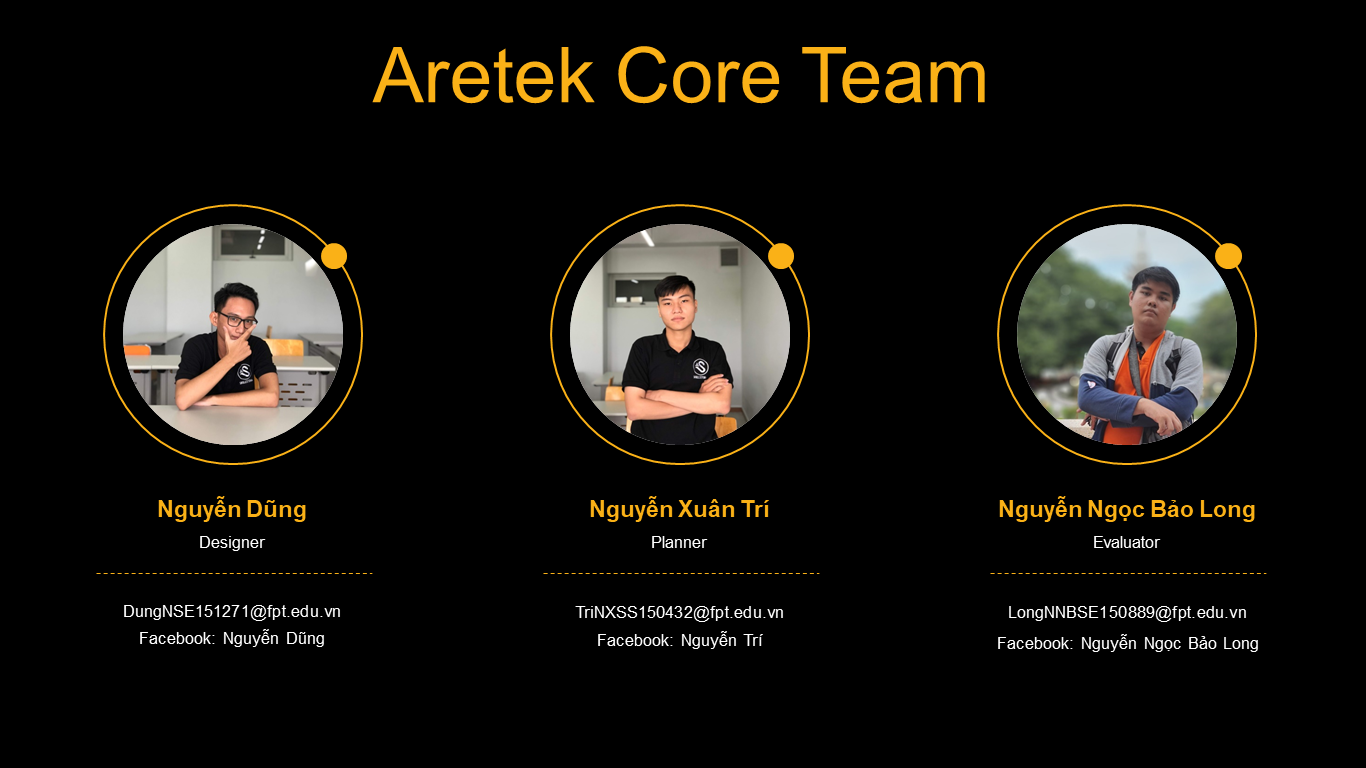 Aretek Core Team
Nguyễn Dũng
Designer
DungNSE151271@fpt.edu.vn
Facebook: Nguyễn Dũng
Nguyễn Xuân Trí
Planner
TriNXSS150432@fpt.edu.vn
Facebook: Nguyễn Trí
Nguyễn Ngọc Bảo Long
Evaluator
LongNNBSE150889@fpt.edu.vn
Facebook: Nguyễn Ngọc Bảo Long